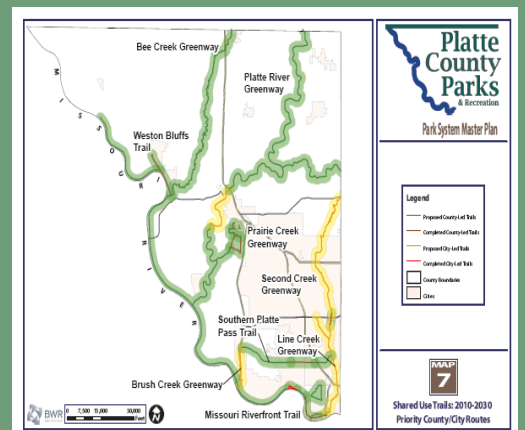 Bee Creek Greenway
Platte River
Greenway
Weston Bluffs
Trail
MISSOURI RIVER
Prairie Creek
Greenway
Second Creek
Greenway
Southern Platte
Pass Trail
Line Creek
Greenway
Brush Creek Greenway
Missouri Riverfront Trail
BWR
0 7,500 15,000 30,000
Feet
N
Platte
County
Parks
& Recreation
Park System Master Plan
Legend
Proposed County-Led Trails
Completed County-Led Trails
Proposed City-Led Trails
Completed City-Led Trails
County Boundaries
Cities
MAP
7
Shared Use Trails: 2010-2030
Priority County/City Routes